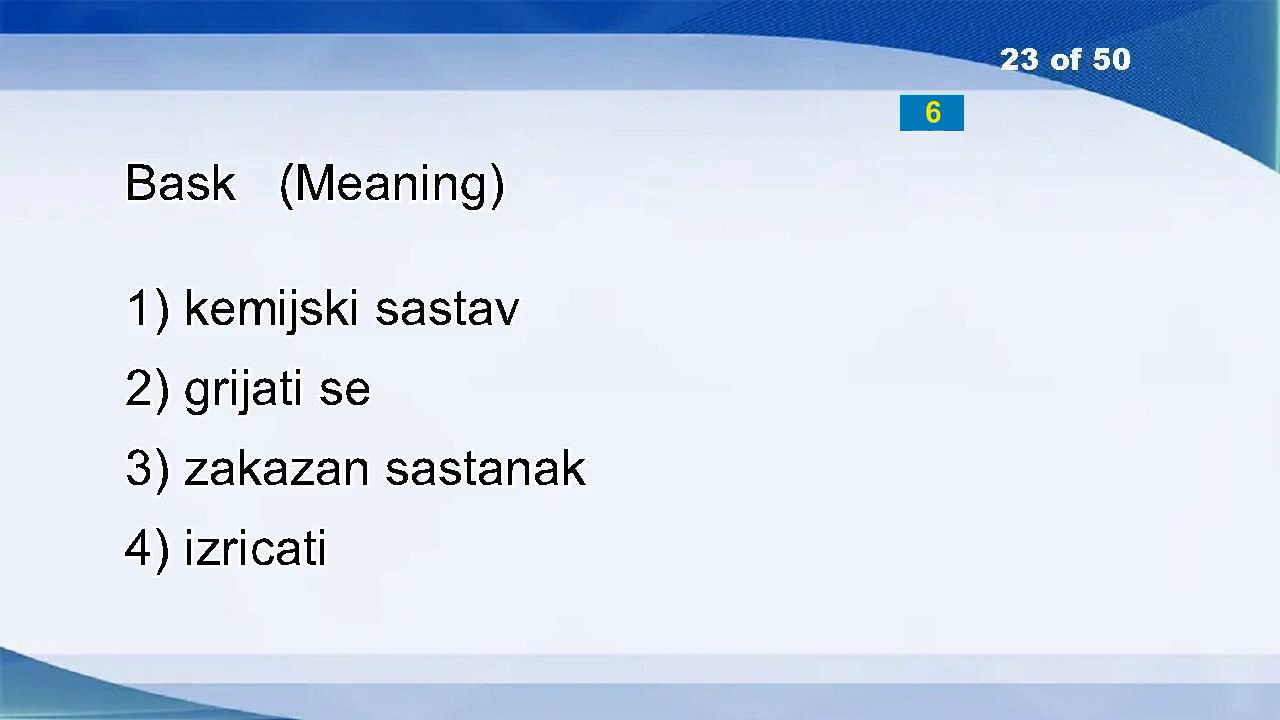 23 of 50
6
Bask (Meaning)
1) kemijski sastav
2) grijati se
3) zakazan sastanak
4) izricati